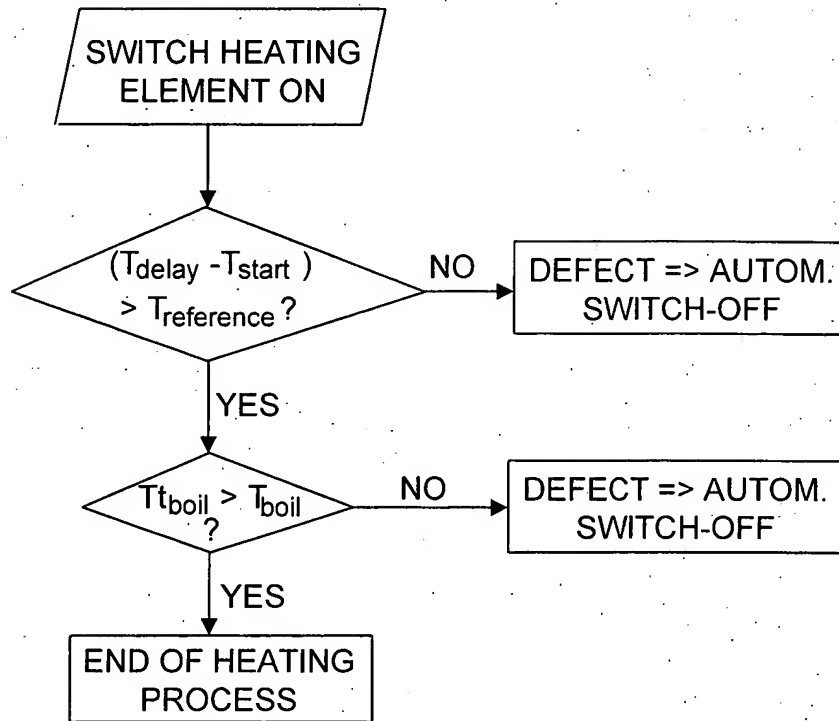 SWITCH HEATING
ELEMENT ON
(Tdelay -Tstart )
> Treference ?
NO
DEFECT => AUTOM.
SWITCH-OFF
YES
Ttboil > Tboil
?
NO
DEFECT => AUTOM.
SWITCH-OFF
YES
END OF HEATING
PROCESS